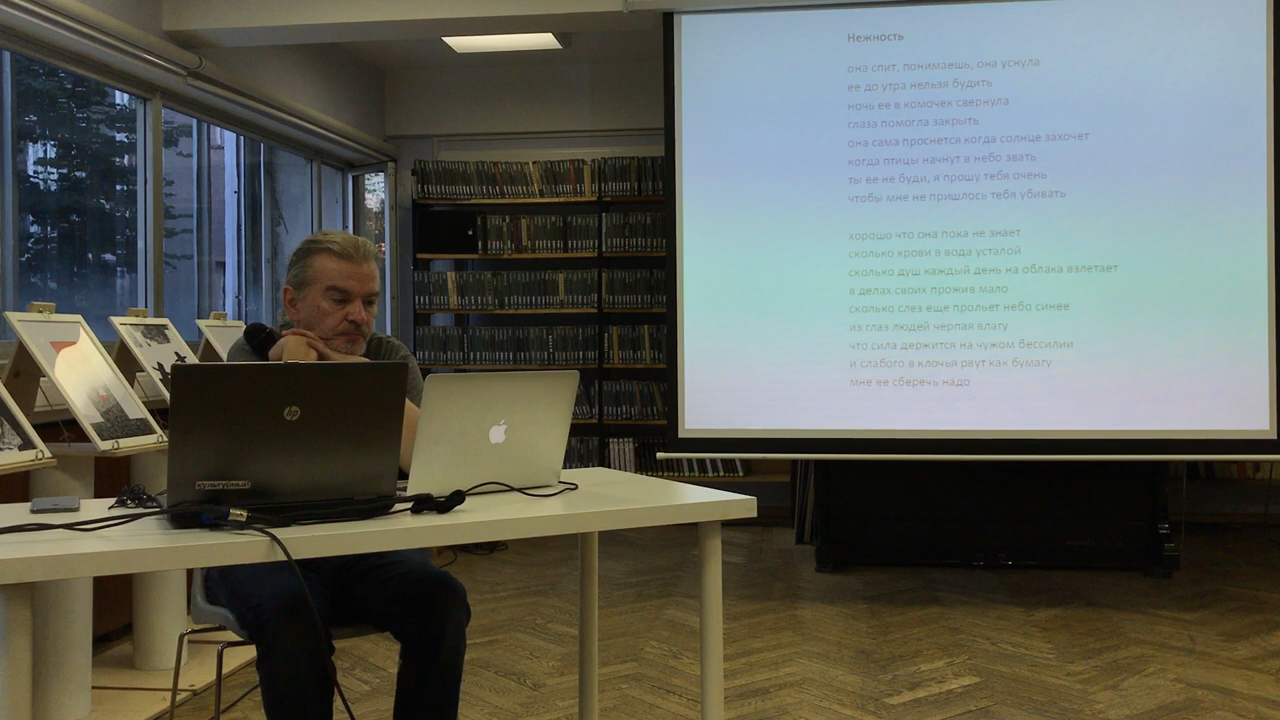 Нежность
она спит, понимаешь, она уснула
ее до утра нельзя будить
ночь ее в комочек свернула
глаза помогла закрыть
она сама проснется когда солнце захочет
когда птицы начнут в небо звать
ты ее не буди, я прошу тебя очень
чтобы мне не пришлось тебя убивать
хорошо что она пока не знает
сколько крови в вода усталой
сколько душ каждый день на облака взлетает
в делах своих прожив мало
сколько слез еще прольет небо синее
из глаз людей черпая влагу
что сила держится на чужом бессилии
и слабого в клочья рвут как бумагу
мне ее сберечь надо
hp
культурный